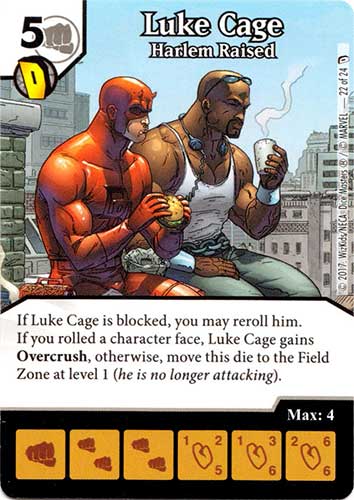 5
Luke Cage
Harlem Raised
D
© 2017 WizKids/NECA. Dice Masters ® / © MARVEL — 22 of 24
If Luke Cage is blocked, you may reroll him.
If you rolled a character face, Luke Cage gains
Overcrush, otherwise, move this die to the Field
Zone at level 1 (he is no longer attacking).
Max: 4
1 2 5
1 3 6
2 6 6